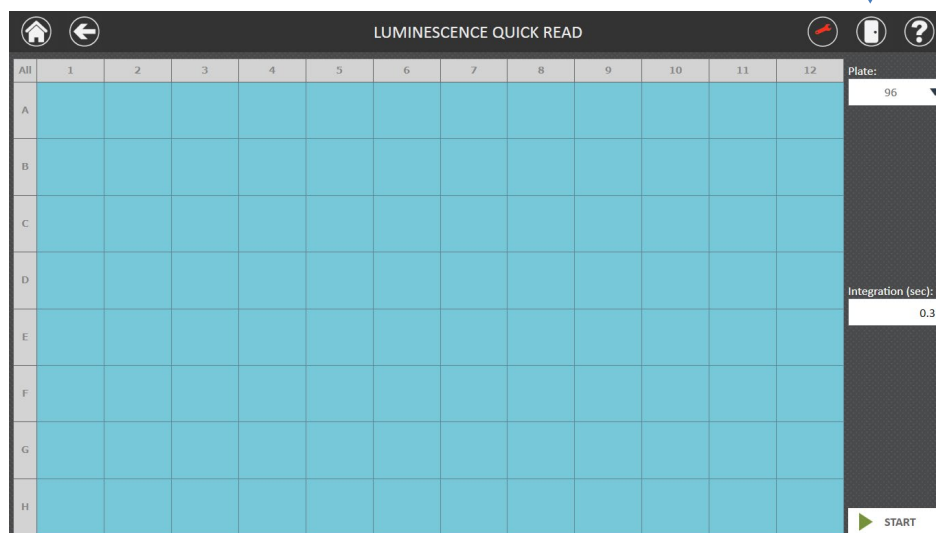 LUMINESCENCE QUICK READ
?
All 1 2 3 4 5 6 7 8 9 10 11 12
Plate:
96
A
B
C
D
Integration (sec):
0.3
E
F
G
H
START